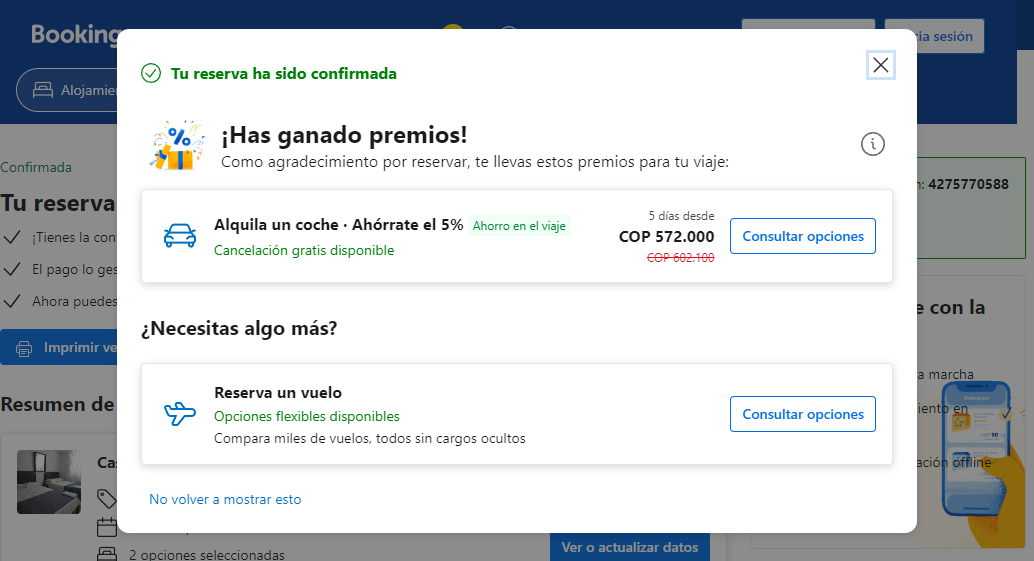 Booking
Inicia sesión
Tu reserva ha sido confirmada
¡Has ganado premios!
Como agradecimiento por reservar, te llevas estos premios para tu viaje:
Alquila un coche · Ahórrate el 5% Ahorro en el viaje
Cancelación gratis disponible
5 días desde
COP 572.000
COP 602.100
Consultar opciones
¿Necesitas algo más?
Reserva un vuelo
Opciones flexibles disponibles
Compara miles de vuelos, todos sin cargos ocultos
Consultar opciones
No volver a mostrar esto
Confirmada
Tu reserva
¡Tienes la con
El pago lo ges
Ahora puedes
Imprimir ve
Resumen de
2 opciones seleccionadas
Ver o actualizar datos
4275770588
e con la
a marcha
iento en
ación offline